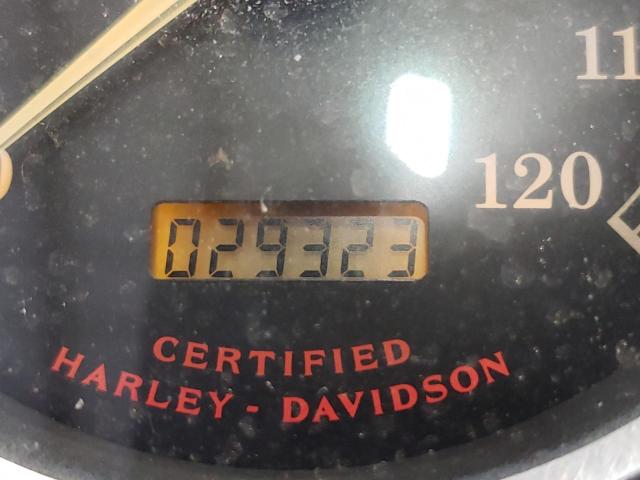 11
120
029323
CERTIFIED
HARLEY - DAVIDSON